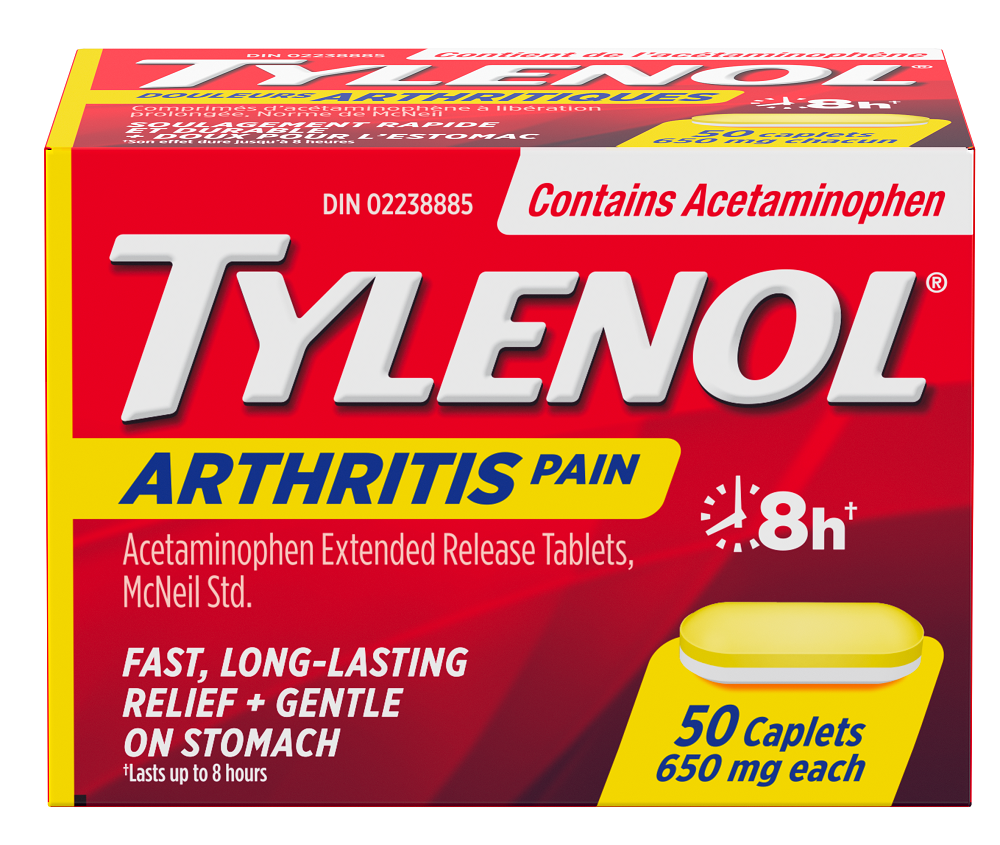 DIN 02238885
Contient de l'acétaminophène
TYLENOL®
DOULEURS ARTHRITIQUES
Comprimés d'acétaminophène à libération
prolongée, Norme de McNeil
8h†
SOULAGEMENT RAPIDE
ET DURABLE
+ DOUX POUR L'ESTOMAC
†Son effet dure jusqu'à 8 heures
50 caplets
650 mg chacun
DIN 02238885
Contains Acetaminophen
TYLENOL®
ARTHRITIS PAIN
8h†
Acetaminophen Extended Release Tablets,
McNeil Std.
FAST, LONG-LASTING
RELIEF + GENTLE
ON STOMACH
†Lasts up to 8 hours
50 Caplets
650 mg each